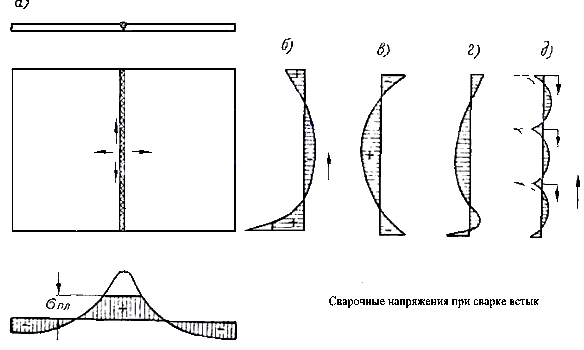 а)
б) в) г) д)
+ - +
- + -
σпл
- + -
Сварочные напряжения при сварке встык